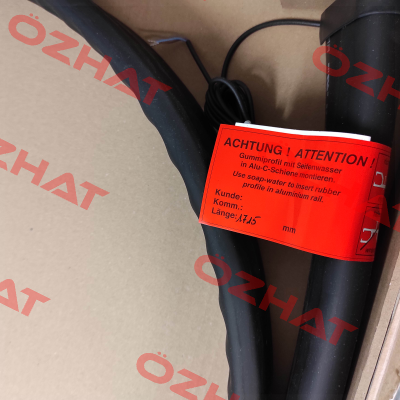 ÖZHAT
ÖZHAT
ACHTUNG ! ATTENTION !
Gummiprofil mit Seifenwasser
in Alu-C-Schiene montieren.
Use soap-water to insert rubber
profile in aluminium rail.
Kunde:
Komm.:
Länge: 1715 mm
ÖZHAT
ÖZHAT
ÖZHAT
ÖZHAT